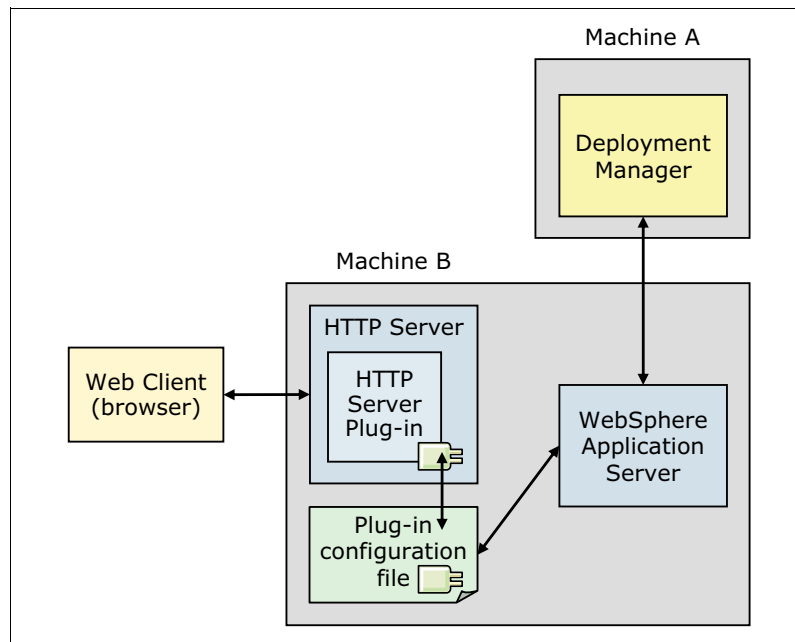 Machine A
Deployment
Manager
Machine B
HTTP Server
HTTP
Server
Plug-in
Web Client
(browser)
WebSphere
Application
Server
Plug-in
configuration
file